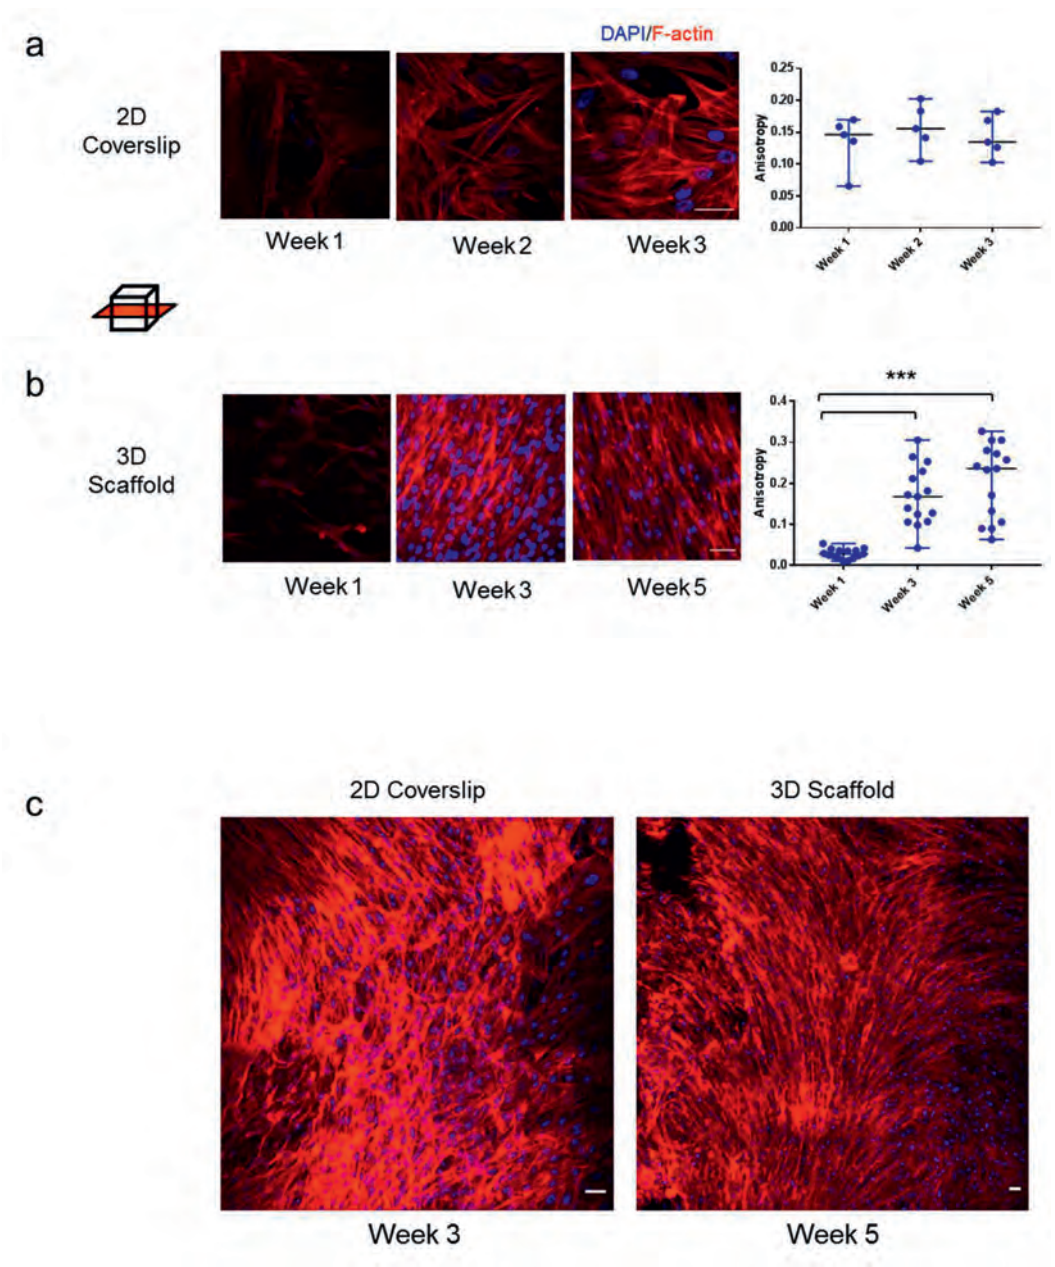 a
DAPI/F-actin
2D
Coverslip
Week 1
Week 2
Week 3
Anisotropy
0.25
0.20
0.15
0.10
0.05
0.00
Week 1
Week 2
Week 3
b
3D
Scaffold
Week 1
Week 3
Week 5
***
Anisotropy
0.4
0.3
0.2
0.1
0.0
Week 1
Week 3
Week 5
c
2D Coverslip
3D Scaffold
Week 3
Week 5